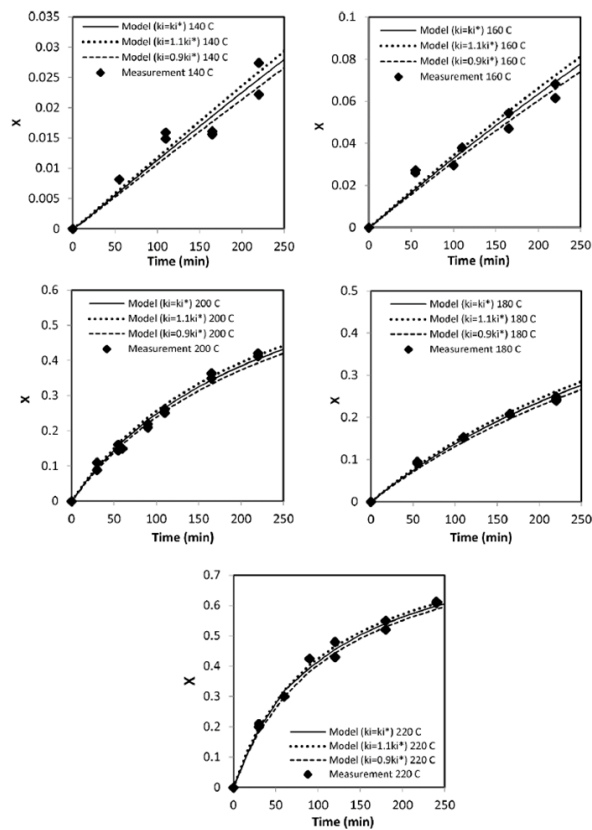 0.035
0.03
0.025
0.02
0.015
0.01
0.005
0
X
Model (ki=ki*) 140 C
Model (ki=1.1ki*) 140 C
Model (ki=0.9ki*) 140 C
Measurement 140 C
0 50 100 150 200 250
Time (min)
0.1
0.08
0.06
0.04
0.02
0
X
Model (ki=ki*) 160 C
Model (ki=1.1ki*) 160 C
Model (ki=0.9ki*) 160 C
Measurement 160 C
0 50 100 150 200 250
Time (min)
0.6
0.5
0.4
0.3
0.2
0.1
0
X
Model (ki=ki*) 200 C
Model (ki=1.1ki*) 200 C
Model (ki=0.9ki*) 200 C
Measurement 200 C
0 50 100 150 200 250
Time (min)
0.5
0.4
0.3
0.2
0.1
0
X
Model (ki=ki*) 180 C
Model (ki=1.1ki*) 180 C
Model (ki=0.9ki*) 180 C
Measurement 180 C
0 50 100 150 200 250
Time (min)
0.7
0.6
0.5
0.4
0.3
0.2
0.1
0
X
Model (ki=ki*) 220 C
Model (ki=1.1ki*) 220 C
Model (ki=0.9ki*) 220 C
Measurement 220 C
0 50 100 150 200 250
Time (min)